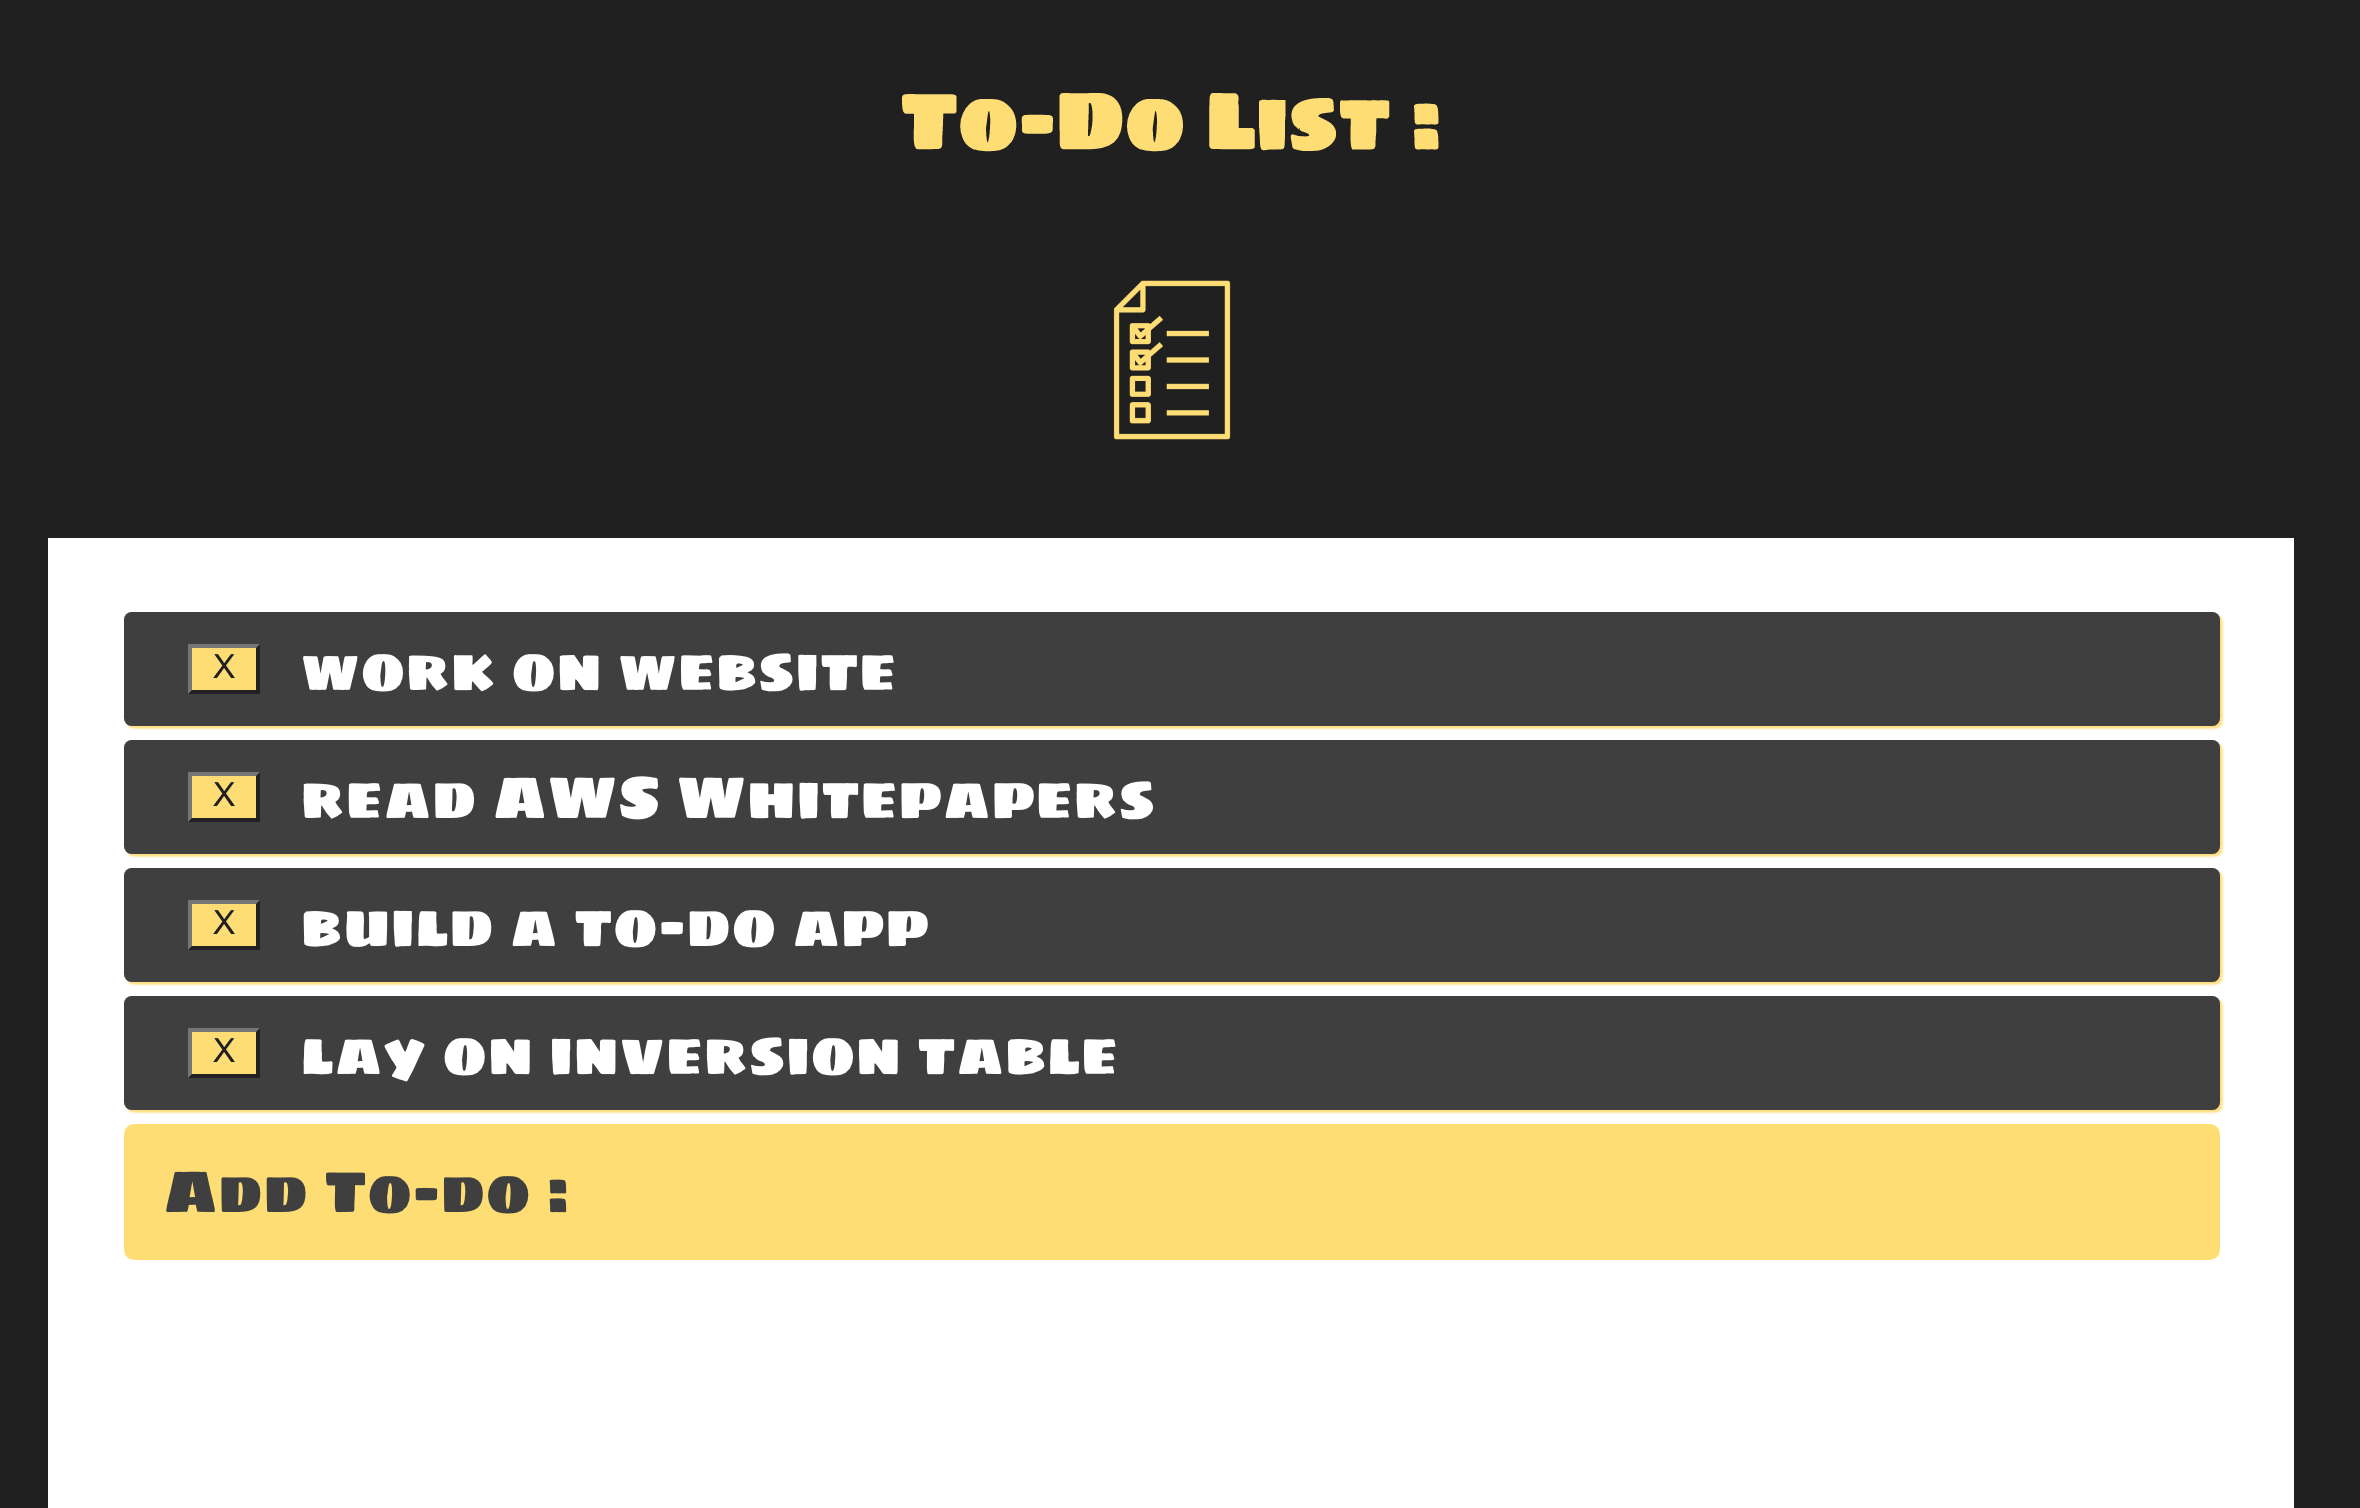 To-Do List :
X work on website
X read AWS Whitepapers
X build a to-do app
X lay on inversion table
Add To-do :